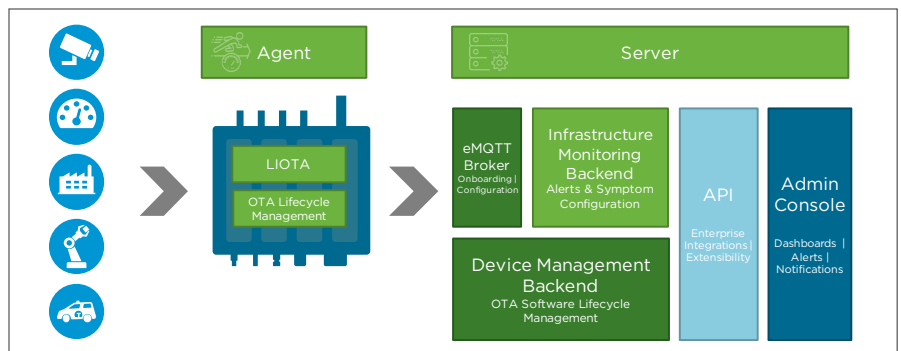 Agent
Server
LIOTA
OTA Lifecycle
Management
eMQTT
Broker
Onboarding |
Configuration
Infrastructure
Monitoring
Backend
Alerts & Symptom
Configuration
Device Management
Backend
OTA Software Lifecycle
Management
API
Enterprise
Integrations |
Extensibility
Admin
Console
Dashboards |
Alerts |
Notifications